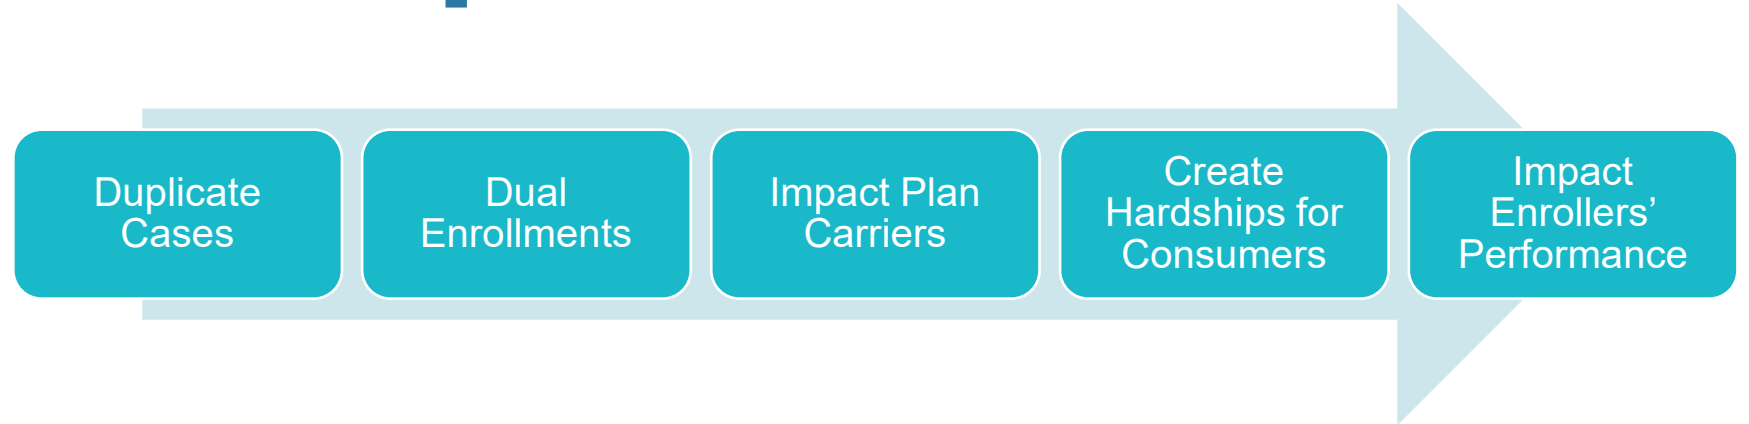 Duplicate
Cases
Dual
Enrollments
Impact Plan
Carriers
Create
Hardships for
Consumers
Impact
Enrollers’
Performance